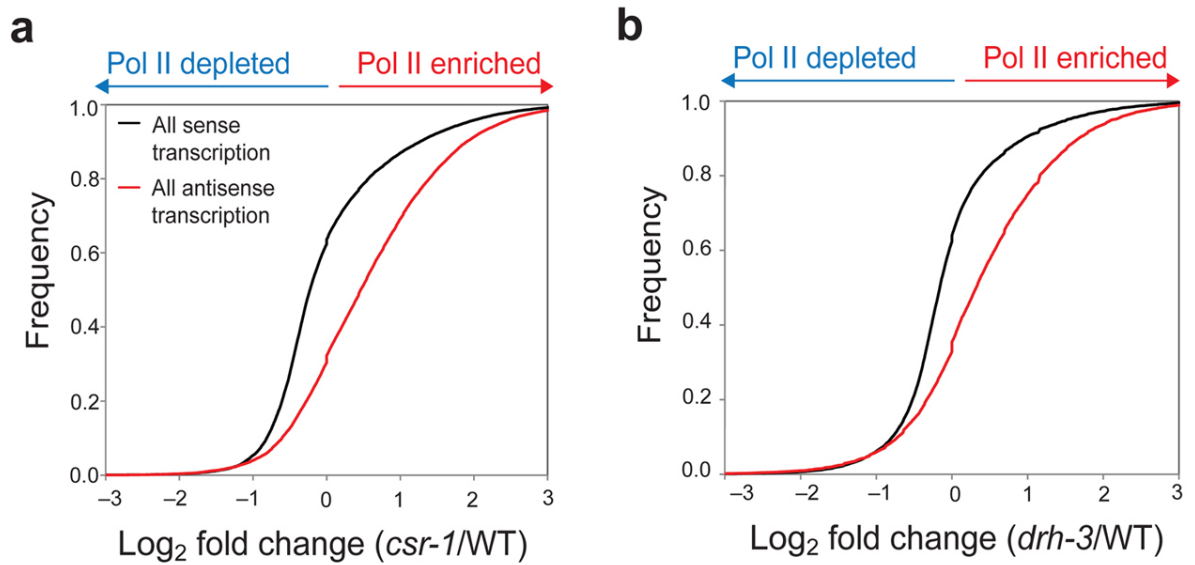 a
Pol II depleted
Pol II enriched
1.0
0.8
0.6
0.4
0.2
0.0
Frequency
All sense
transcription
All antisense
transcription
–3
–2
–1
0
1
2
3
Log2 fold change (csr-1/WT)
b
Pol II depleted
Pol II enriched
1.0
0.8
0.6
0.4
0.2
0.0
Frequency
–3
–2
–1
0
1
2
3
Log2 fold change (drh-3/WT)